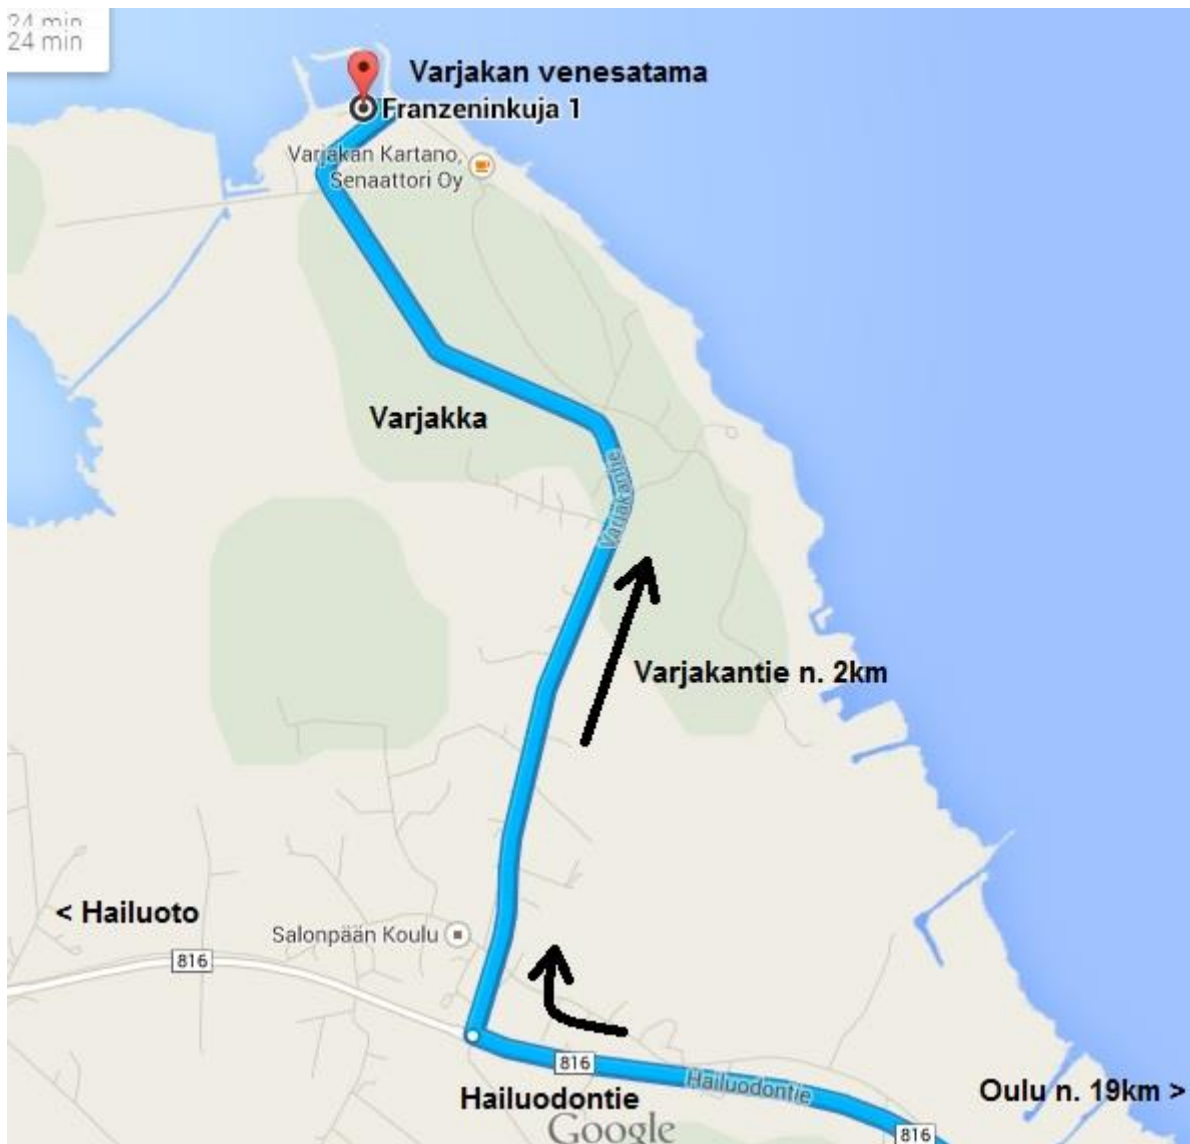 24 min
24 min
Varjakan venesatama
Franzeninkuja 1
Varjakan Kartano,
Senaattori Oy
Varjakka
Varjakantie
Varjakantie n. 2km
< Hailuoto
Salonpään Koulu
816
816
Hailuodontie
Oulu n. 19km >
Hailuodontie
Google
816